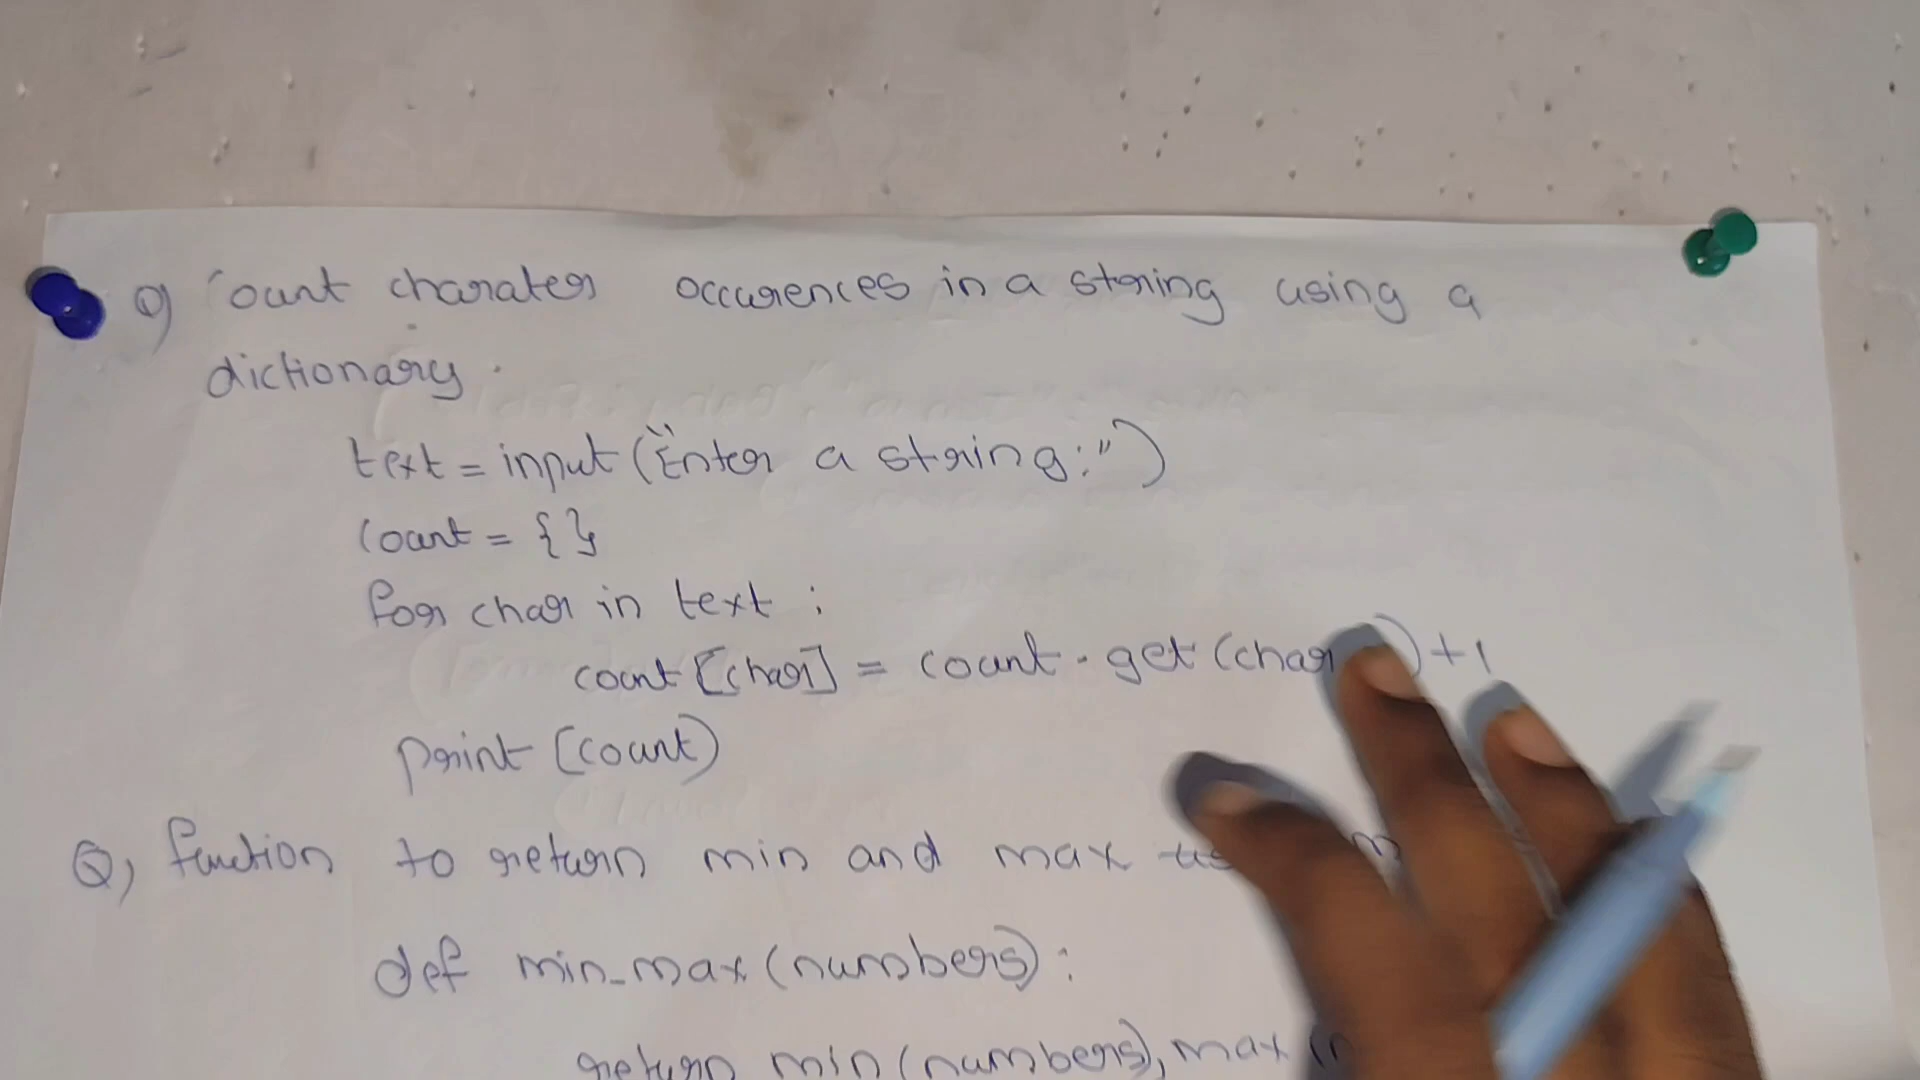 Q) Count charater occurences in a string using a
dictionary.
text = input("Enter a string:")
count = {}
for char in text :
count[char] = count.get(char ) +1
print (count)
Q, function to return min and max
def min_max(numbers):
return min(numbers), max